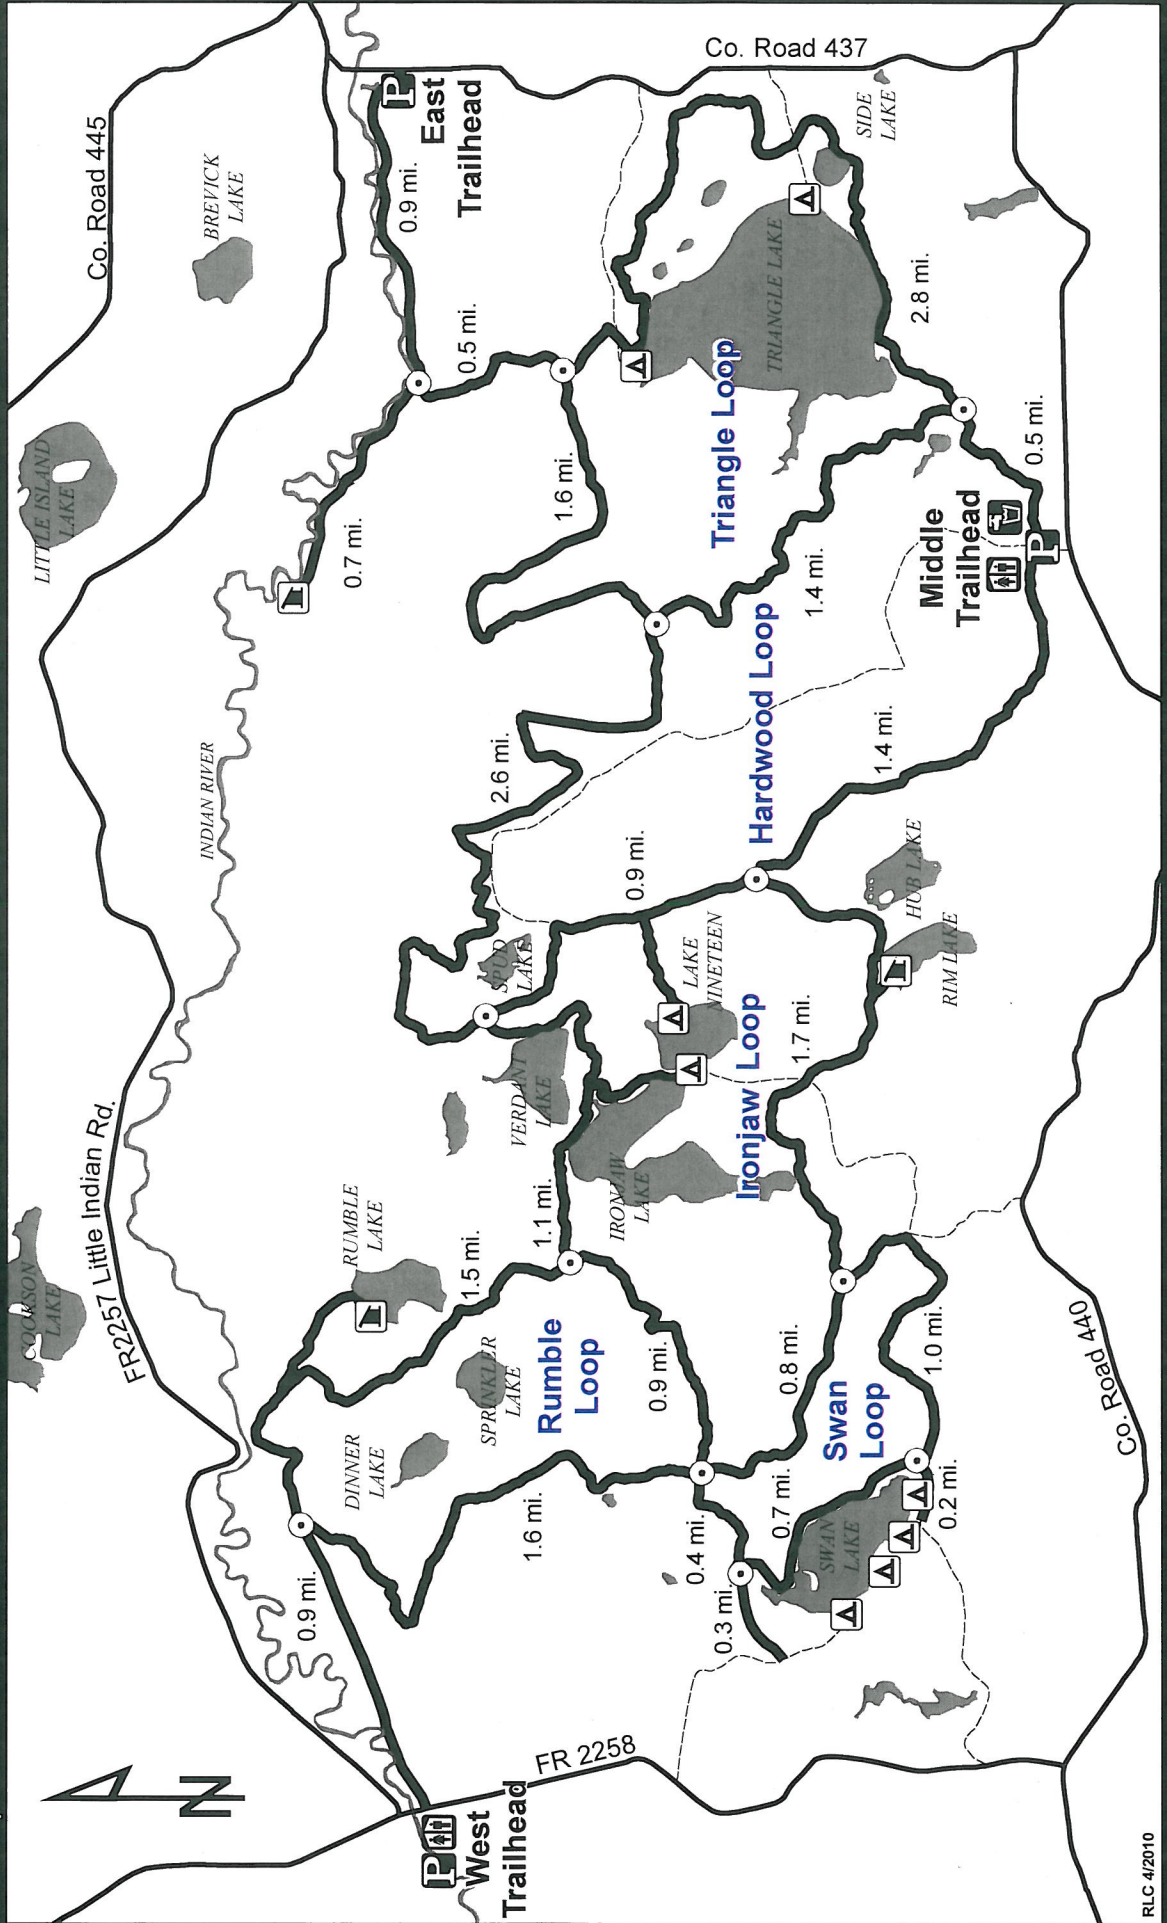 Co. Road 445
Co. Road 437
BREVICK
LAKE
LITTLE ISLAND
LAKE
P
East
Trailhead
0.9 mi.
SIDE
LAKE
0.5 mi.
0.7 mi.
1.6 mi.
Triangle Loop
TRIANGLE LAKE
2.8 mi.
0.5 mi.
1.4 mi.
Middle
Trailhead
P
INDIAN RIVER
2.6 mi.
Hardwood Loop
1.4 mi.
0.9 mi.
SPUD
LAKE
LAKE
NINETEEN
HUB LAKE
RIM LAKE
VERDANT
LAKE
Ironjaw Loop
1.7 mi.
IRONJAW
LAKE
1.1 mi.
FR2257 Little Indian Rd.
COOKSON
LAKE
RUMBLE
LAKE
1.5 mi.
SPRINKLER
LAKE
Rumble
Loop
0.9 mi.
0.8 mi.
1.0 mi.
Swan
Loop
DINNER
LAKE
1.6 mi.
0.4 mi.
0.7 mi.
0.2 mi.
SWAN
LAKE
0.3 mi.
0.9 mi.
Co. Road 440
FR 2258
N
P
West
Trailhead
RLC 4/2010